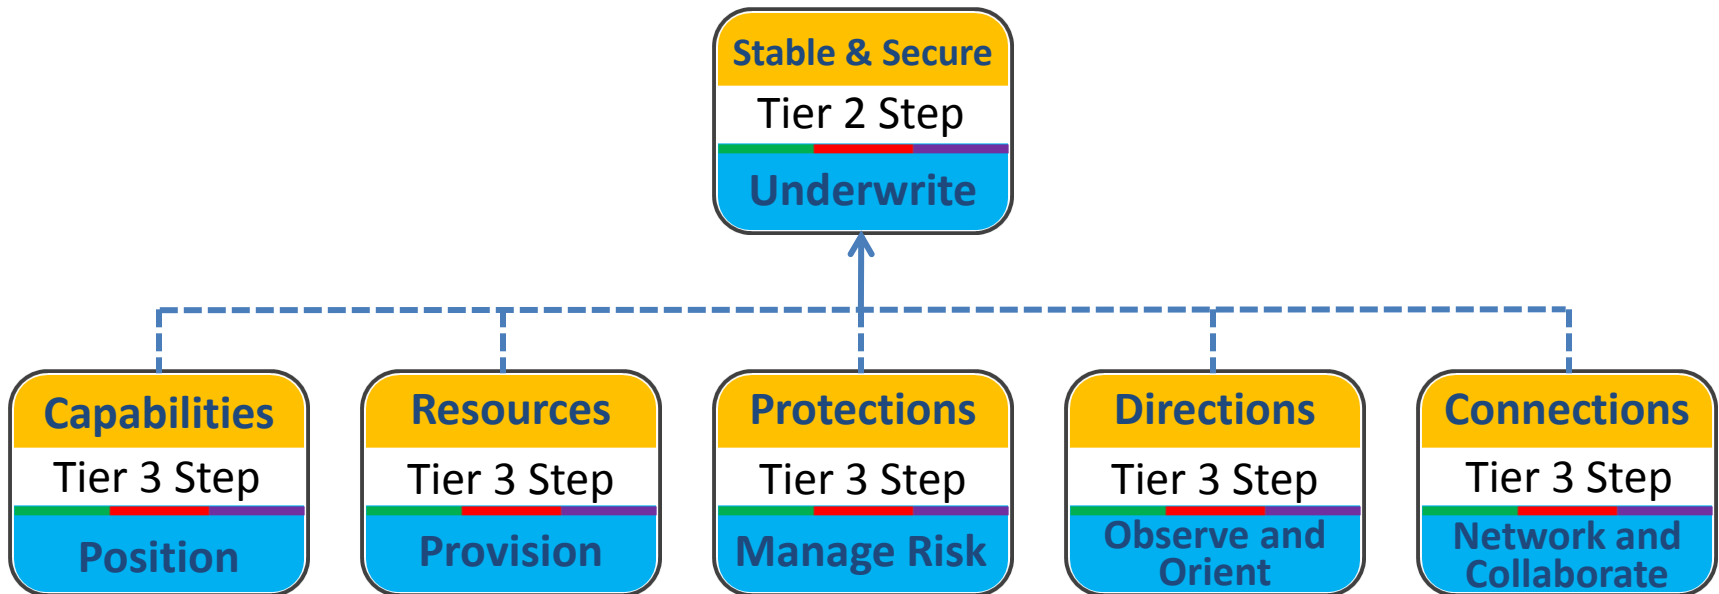 Stable & Secure
Tier 2 Step
Underwrite
Capabilities
Tier 3 Step
Position
Resources
Tier 3 Step
Provision
Protections
Tier 3 Step
Manage Risk
Directions
Tier 3 Step
Observe and
Orient
Connections
Tier 3 Step
Network and
Collaborate